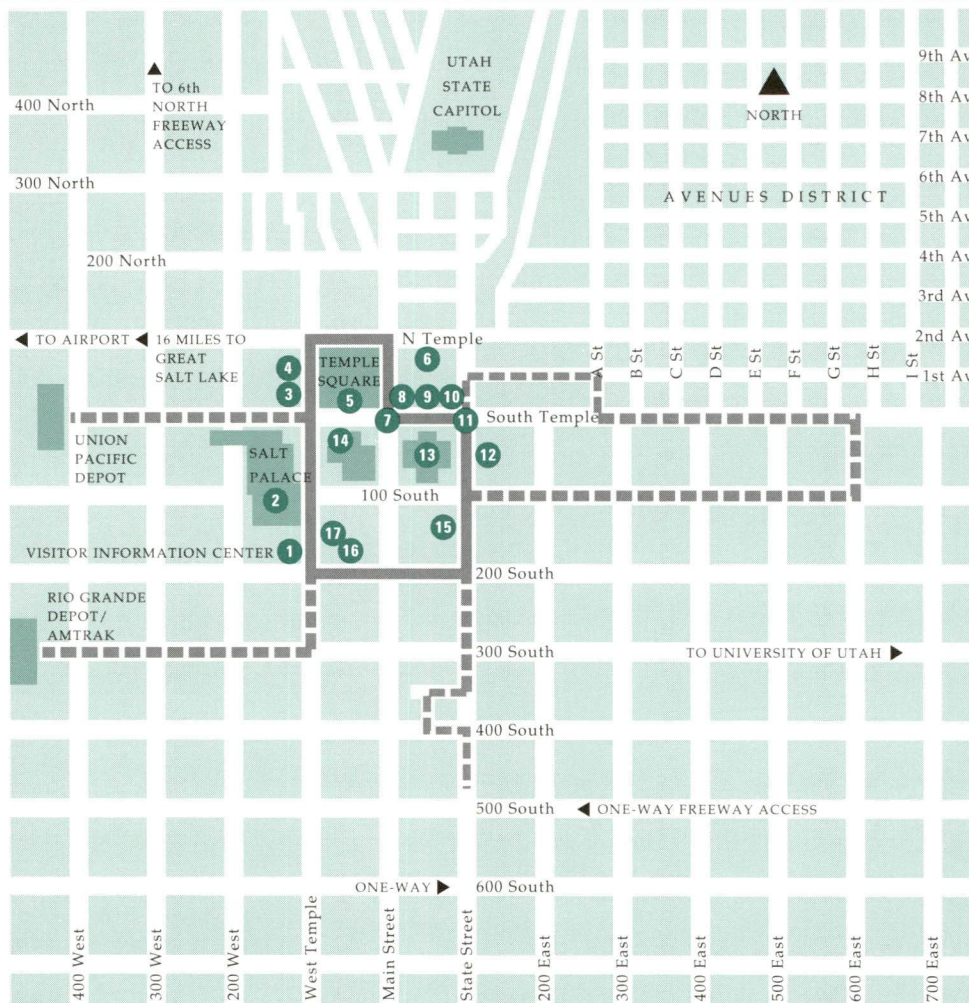 UTAH
STATE
CAPITOL
TO 6th
NORTH
FREEWAY
ACCESS
NORTH
9th Av
8th Av
7th Av
6th Av
5th Av
4th Av
3rd Av
2nd Av
1st Av
400 North
300 North
200 North
AVENUES DISTRICT
TO AIRPORT
16 MILES TO
GREAT
SALT LAKE
N Temple
A St
B St
C St
D St
E St
F St
G St
H St
I St
TEMPLE
SQUARE
4
3
5
6
8
9
10
7
11
South Temple
UNION
PACIFIC
DEPOT
SALT
PALACE
2
14
13
12
100 South
17
16
15
VISITOR INFORMATION CENTER
1
200 South
RIO GRANDE
DEPOT/
AMTRAK
300 South
TO UNIVERSITY OF UTAH
400 South
500 South
ONE-WAY FREEWAY ACCESS
ONE-WAY
600 South
400 West
300 West
200 West
West Temple
Main Street
State Street
200 East
300 East
400 East
500 East
600 East
700 East